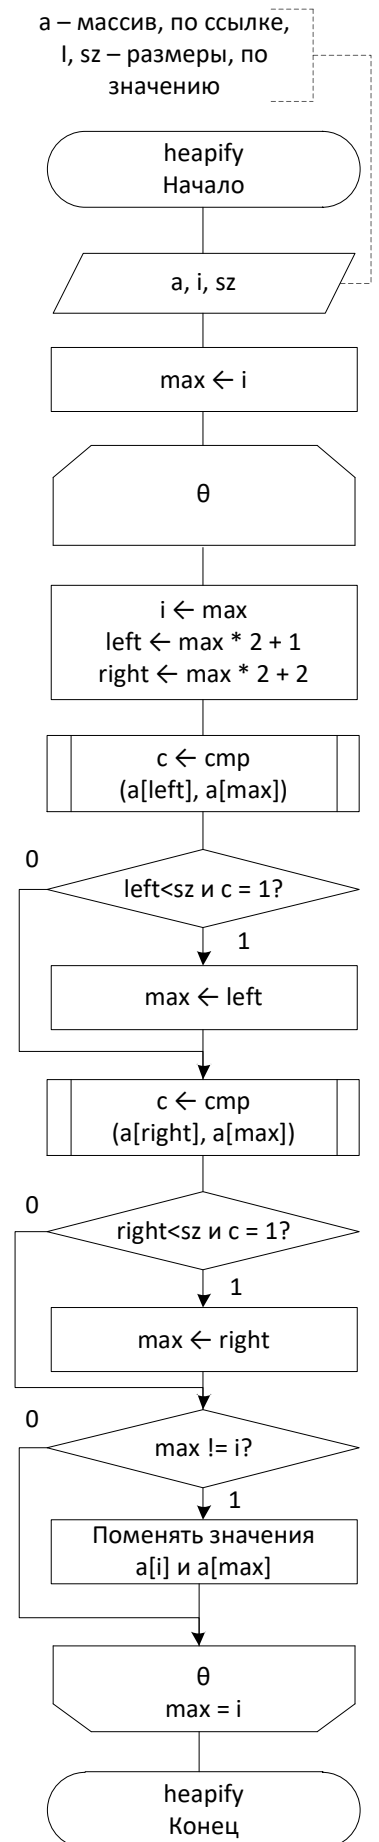 a – массив, по ссылке,
I, sz – размеры, по
значению
heapify
Начало
a, i, sz
max ← i
θ
i ← max
left ← max * 2 + 1
right ← max * 2 + 2
c ← cmp
(a[left], a[max])
0
left<sz и c = 1?
1
max ← left
c ← cmp
(a[right], a[max])
0
right<sz и c = 1?
1
max ← right
0
max != i?
1
Поменять значения
a[i] и a[max]
θ
max = i
heapify
Конец